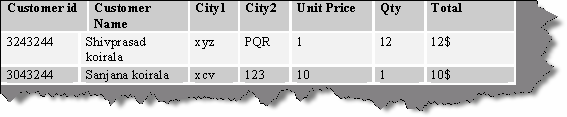 Customer id Customer Name City1 City2 Unit Price Qty Total
3243244 Shivprasad koirala xyz PQR 1 12 12$
3043244 Sanjana koirala xcv 123 10 1 10$